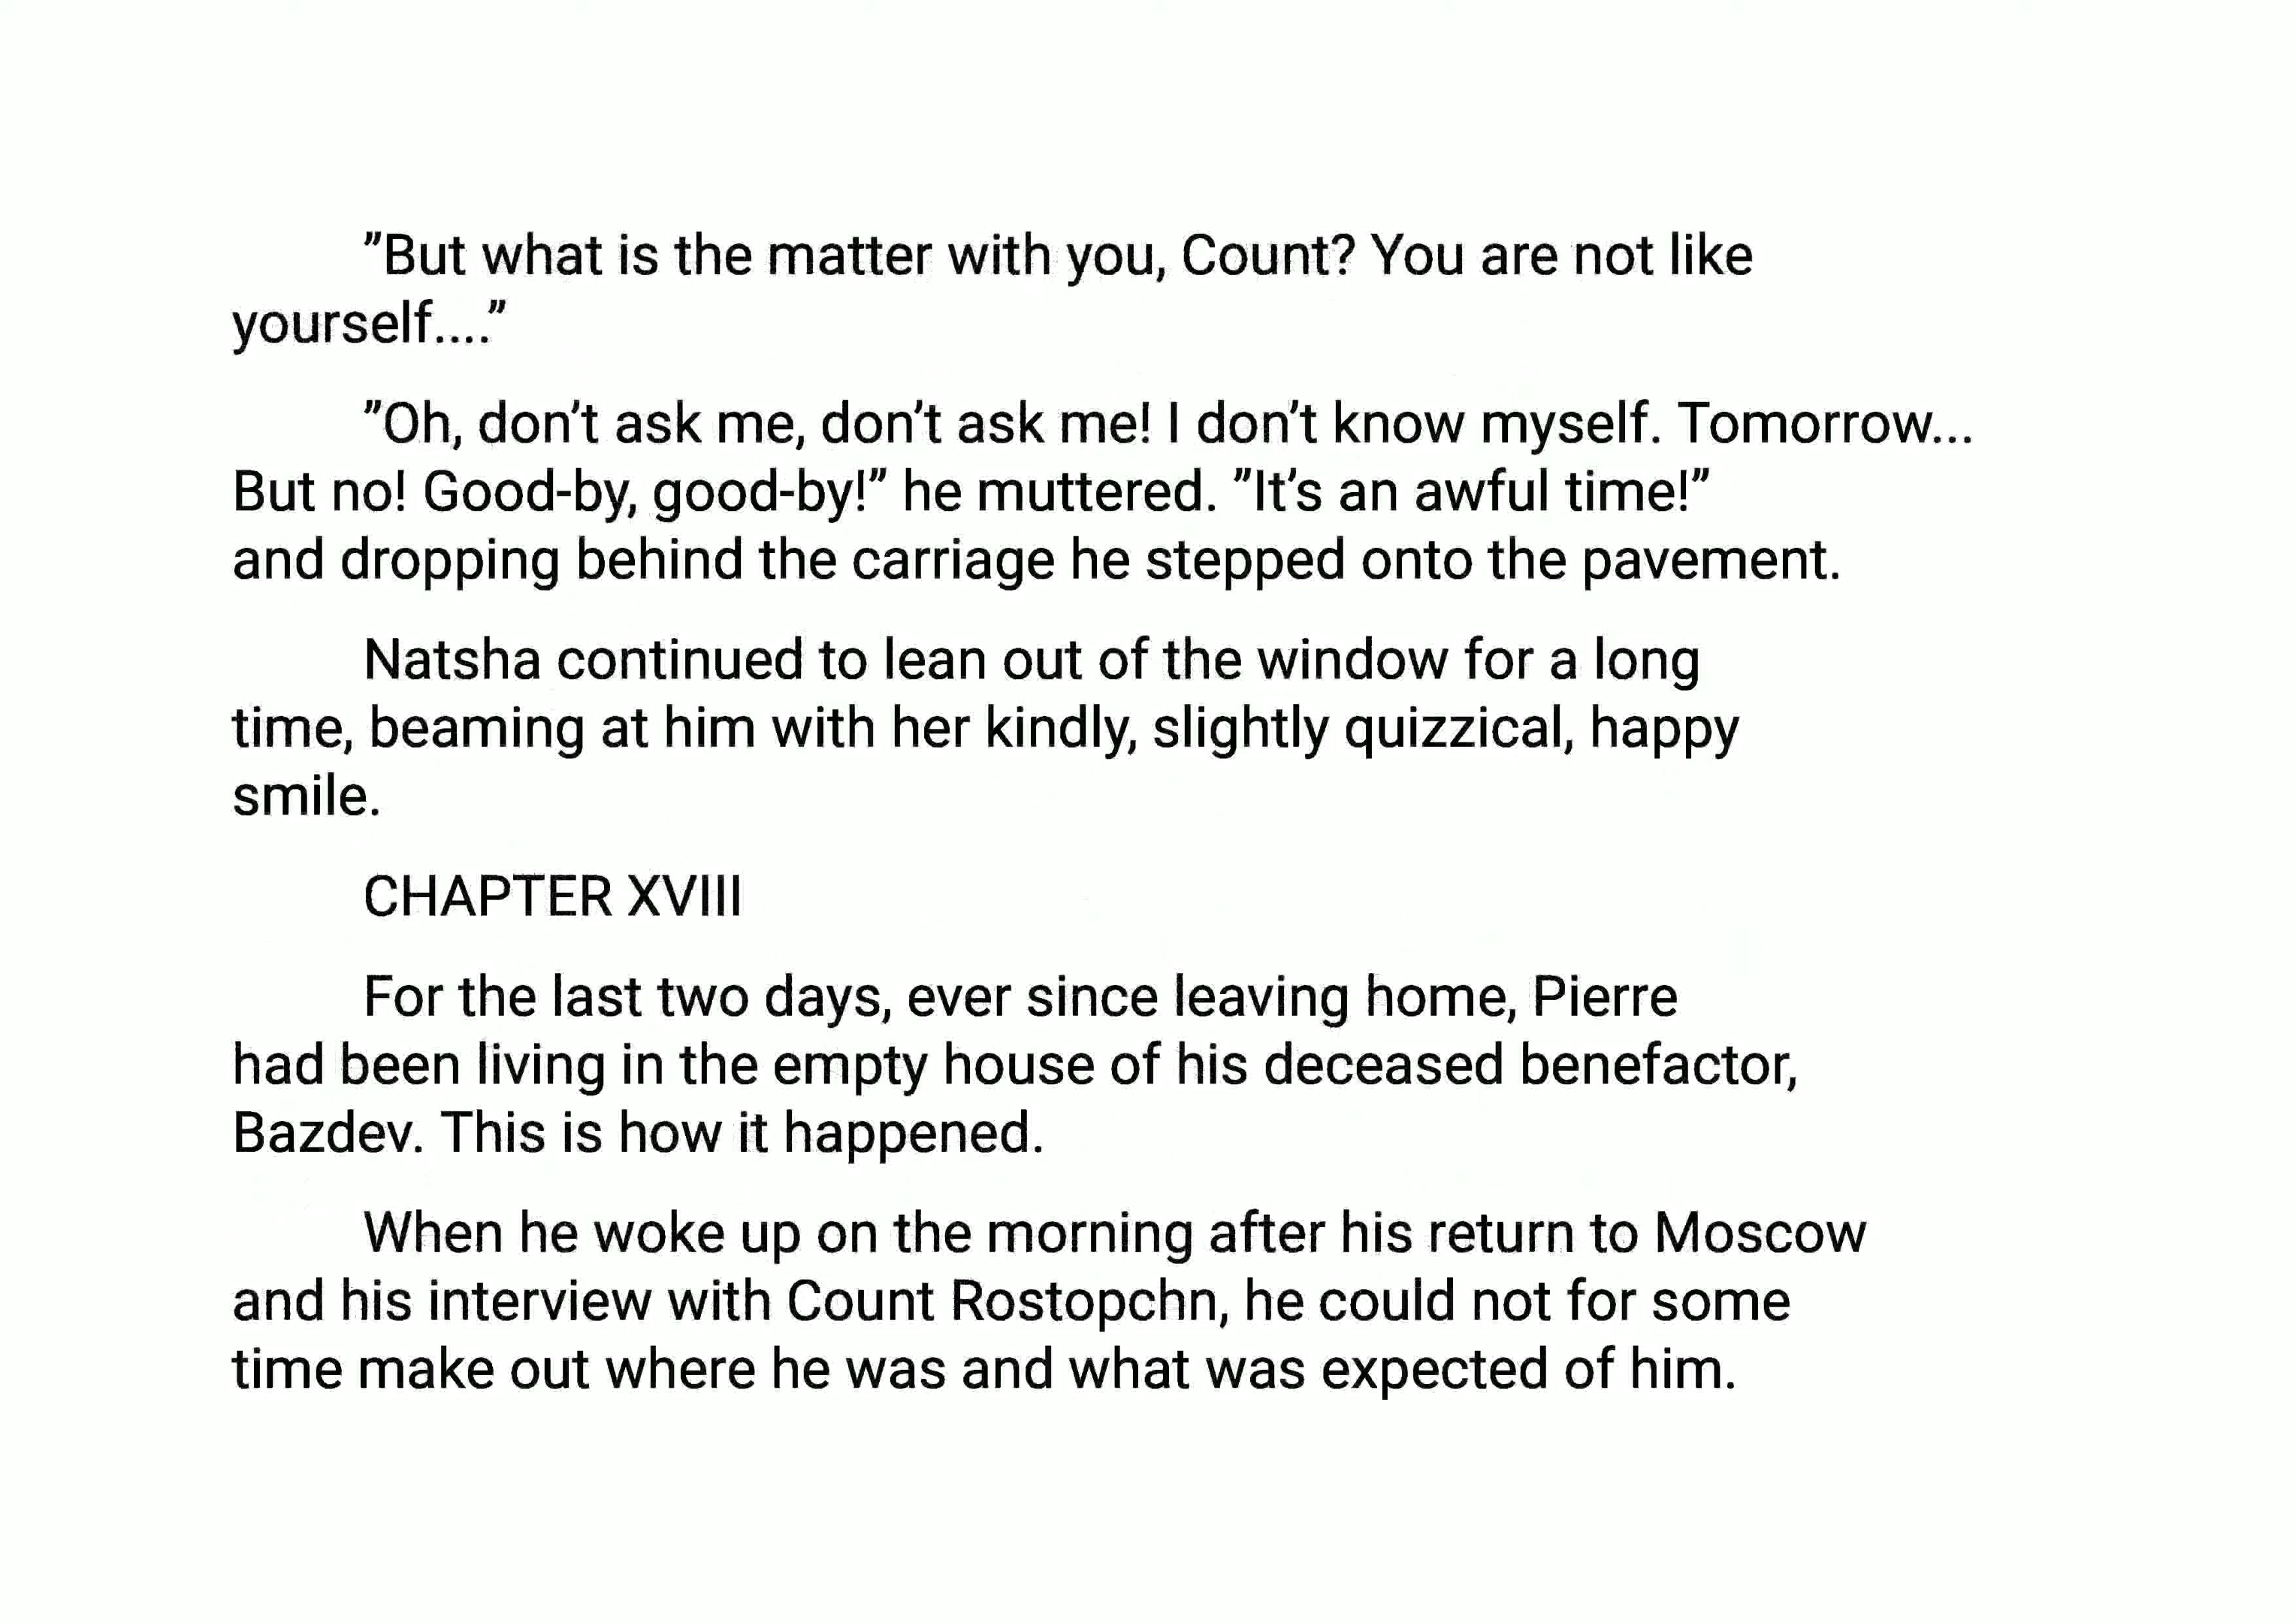 ”But what is the matter with you, Count? You are not like
yourself....”
”Oh, don’t ask me, don’t ask me! I don’t know myself. Tomorrow...
But no! Good-by, good-by!” he muttered. ”It’s an awful time!”
and dropping behind the carriage he stepped onto the pavement.
Natsha continued to lean out of the window for a long
time, beaming at him with her kindly, slightly quizzical, happy
smile.
CHAPTER XVIII
For the last two days, ever since leaving home, Pierre
had been living in the empty house of his deceased benefactor,
Bazdev. This is how it happened.
When he woke up on the morning after his return to Moscow
and his interview with Count Rostopchn, he could not for some
time make out where he was and what was expected of him.